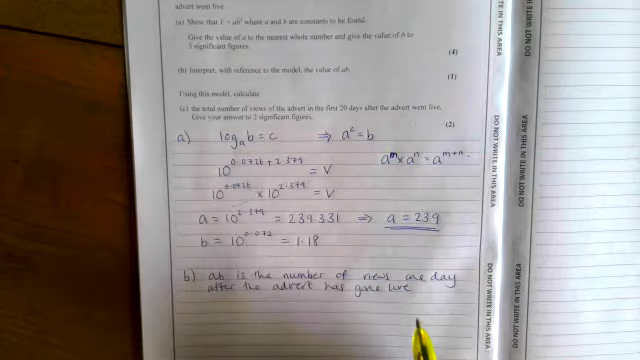 advert went live
(a) Show that V = abᵗ where a and b are constants to be found.
Give the value of a to the nearest whole number and give the value of b to
3 significant figures.
(4)
(b) Interpret, with reference to the model, the value of ab.
(1)
Using this model, calculate
(c) the total number of views of the advert in the first 20 days after the advert went live.
Give your answer to 2 significant figures.
(2)
a) logₐb = c ⇒ aᶜ = b
10^(0.072t + 2.379) = V
aᵐ × aⁿ = aᵐ⁺ⁿ.
10^(0.072t) × 10^(2.379) = V
a = 10^(2.379) = 239.331 ⇒ a = 239
b = 10^(0.072) = 1.18
b) ab is the number of views one day
after the advert has gone live
DO NOT WRITE IN THIS AREA
DO NOT WRITE IN THIS AREA
DO NOT WRITE IN THIS AREA
DO NOT WRITE IN THIS AREA